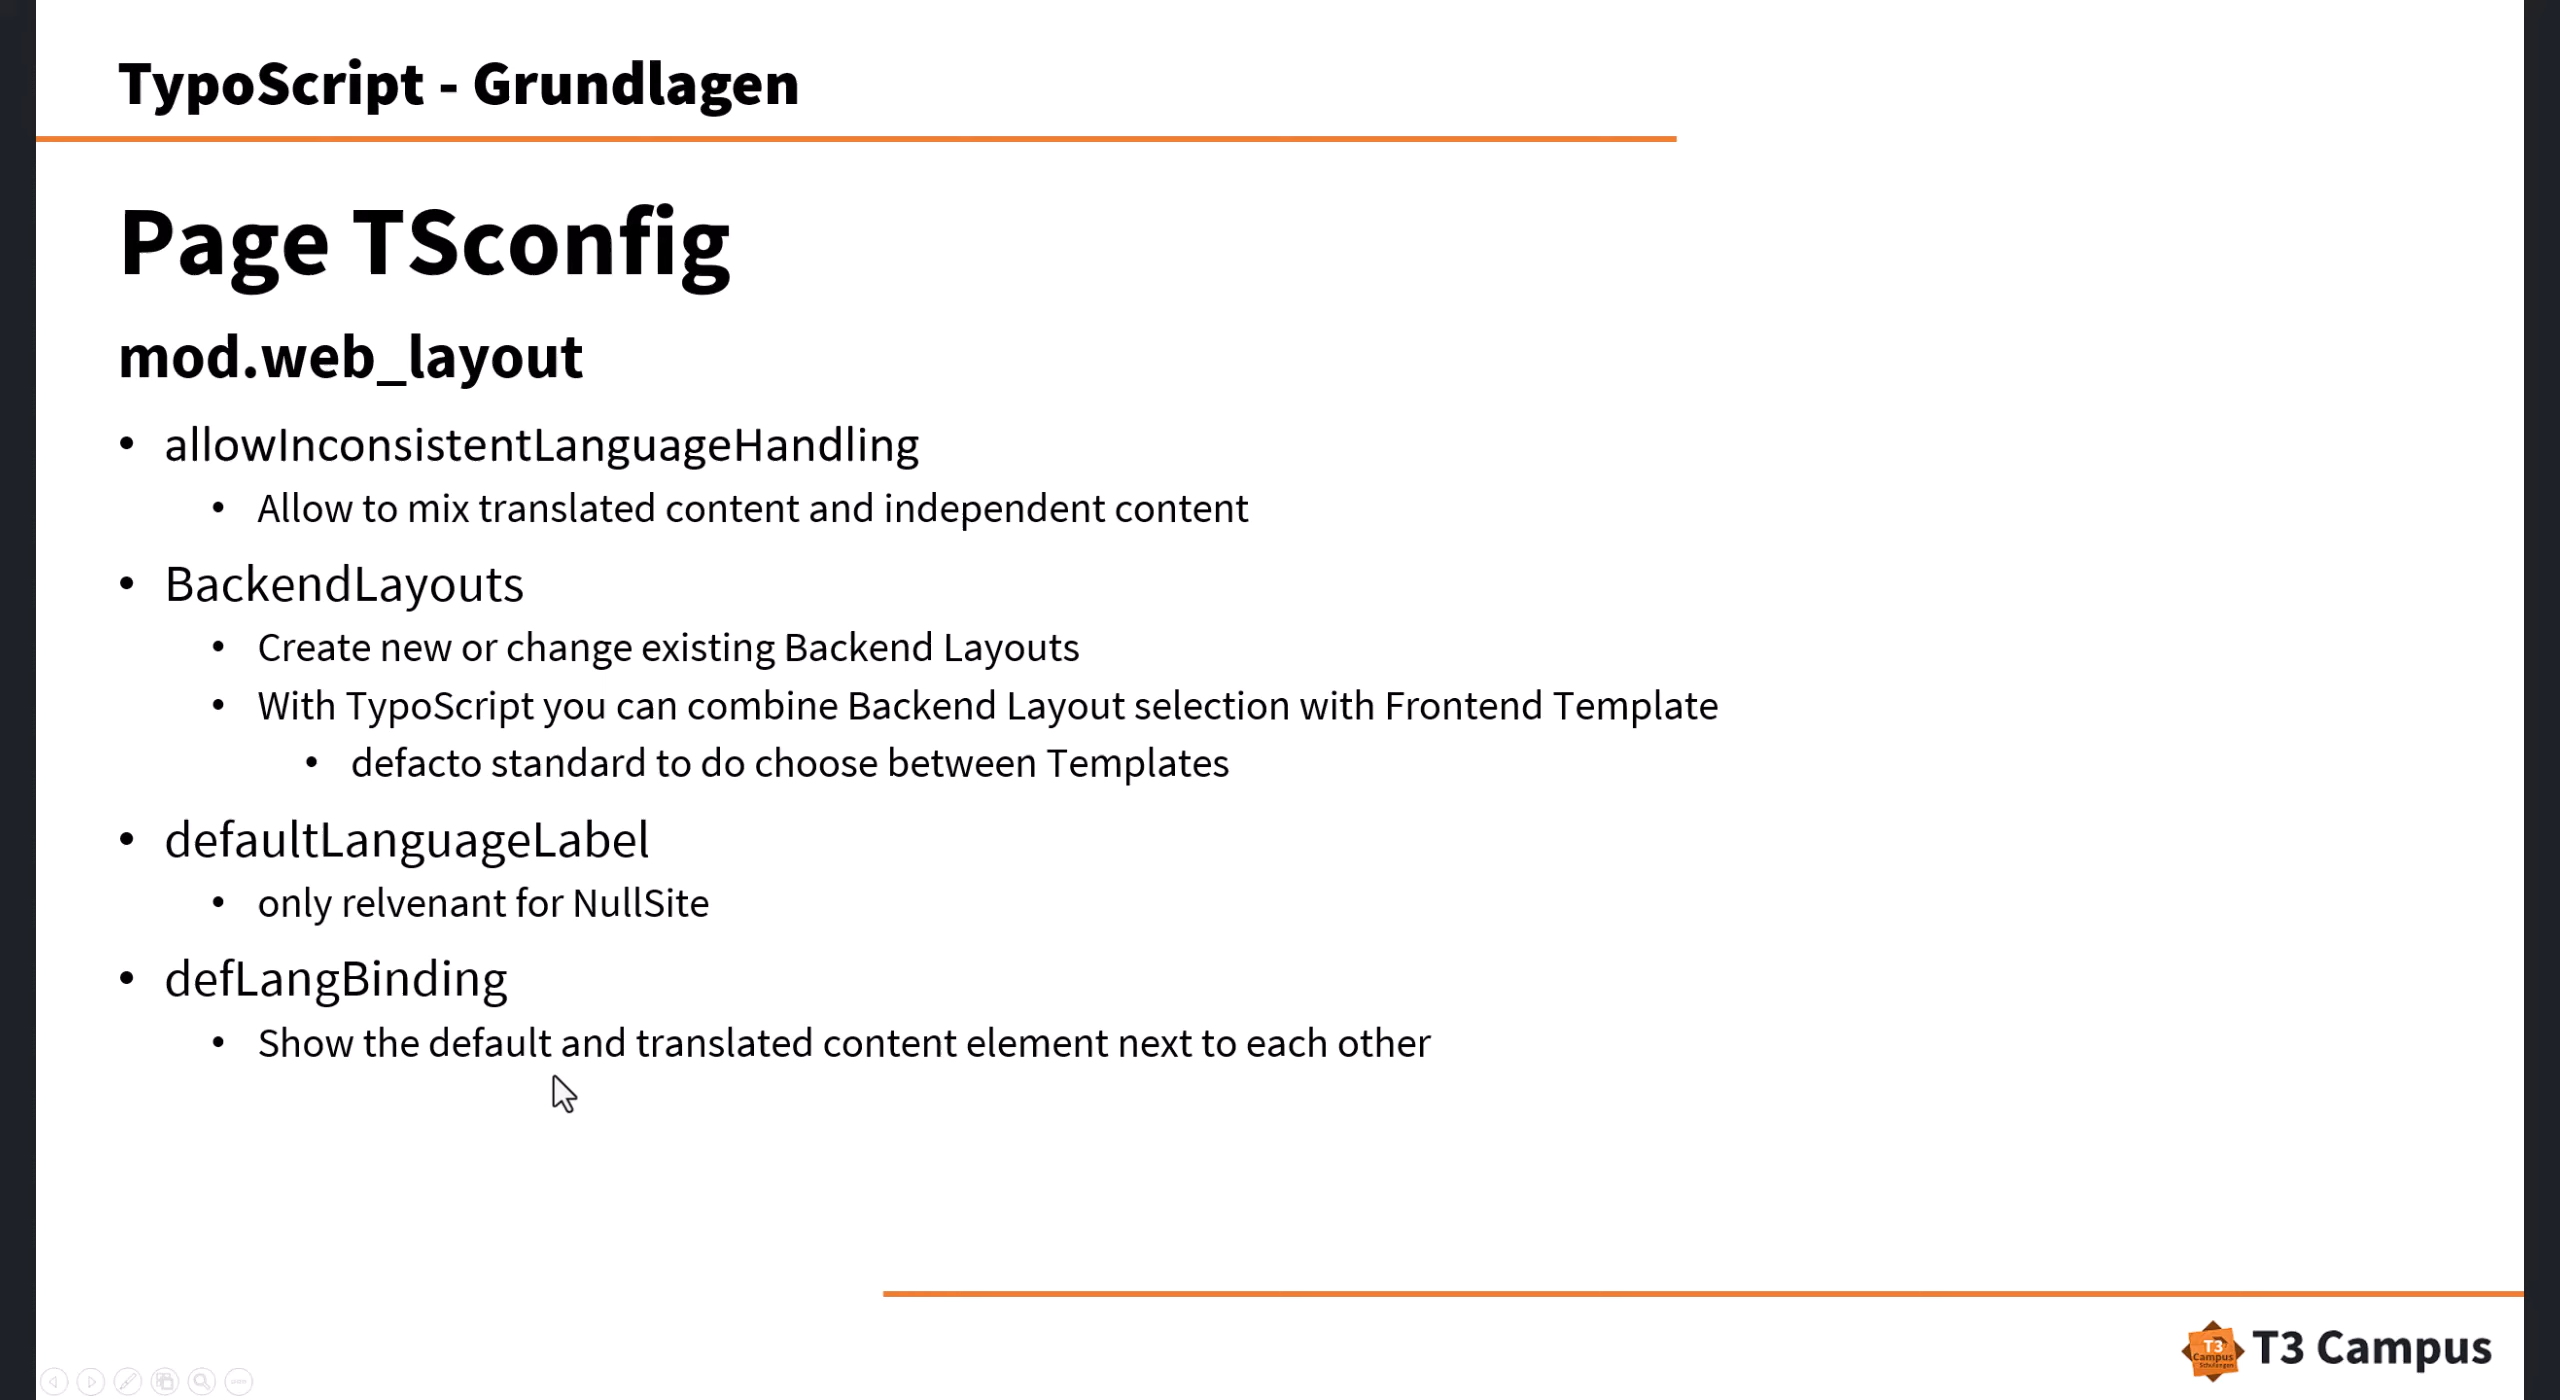 TypoScript - Grundlagen
Page TSconfig
mod.web_layout
• allowInconsistentLanguageHandling
• Allow to mix translated content and independent content
• BackendLayouts
• Create new or change existing Backend Layouts
• With TypoScript you can combine Backend Layout selection with Frontend Template
• defacto standard to do choose between Templates
• defaultLanguageLabel
• only relvenant for NullSite
• defLangBinding
• Show the default and translated content element next to each other
T3
Campus
Schulungen
T3 Campus